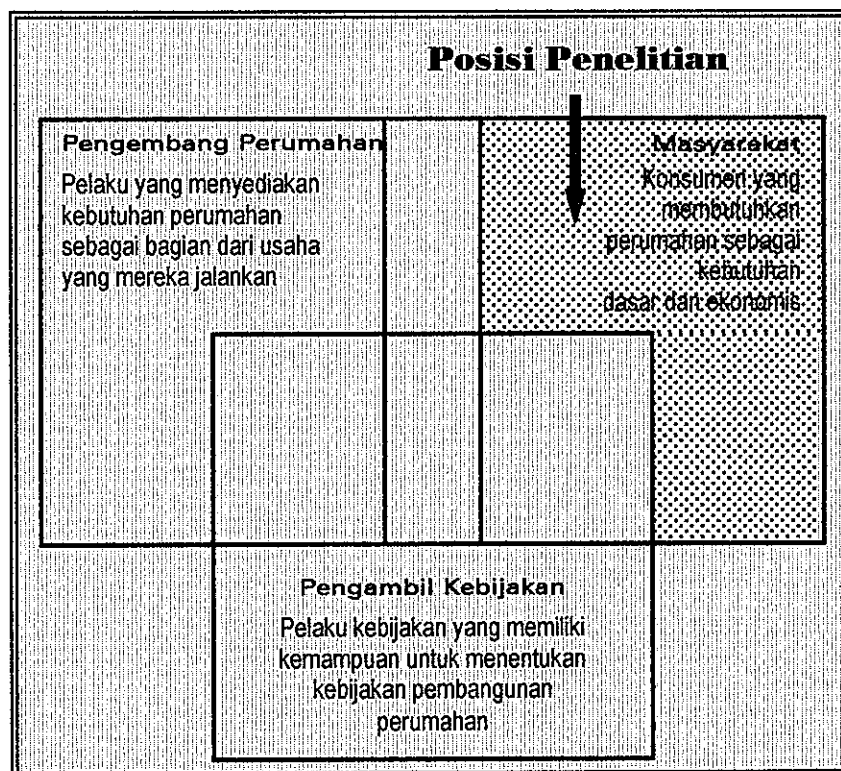 Posisi Penelitian
Pengembang Perumahan
Pelaku yang menyediakan
kebutuhan perumahan
sebagai bagian dari usaha
yang mereka jalankan
Masyarakat
Konsumen yang
membutuhkan
perumahan sebagai
kebutuhan
dasar dan ekonomis
Pengambil Kebijakan
Pelaku kebijakan yang memiliki
kemampuan untuk menentukan
kebijakan pembangunan
perumahan